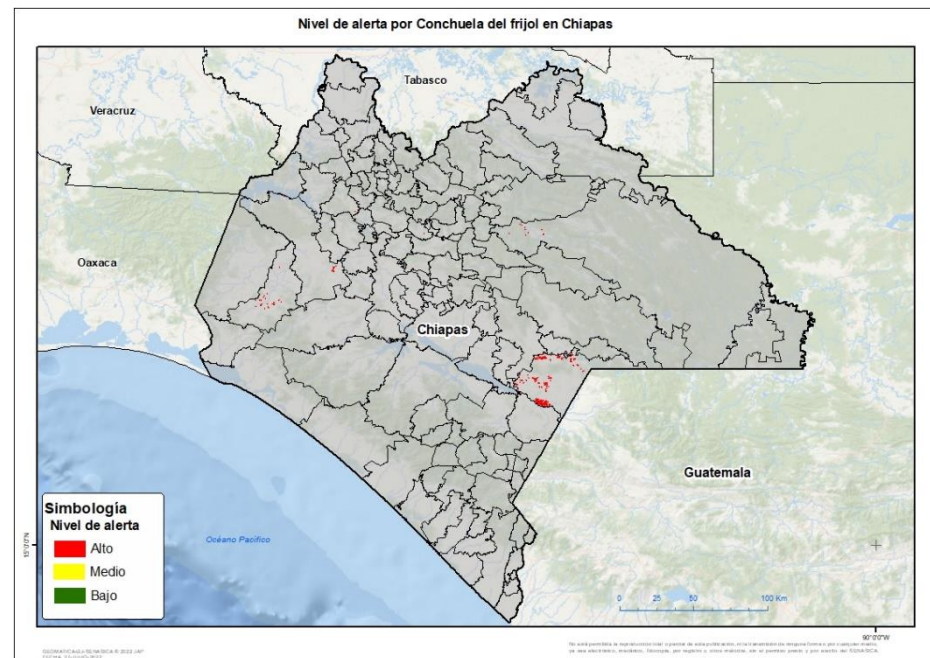 Nivel de alerta por Conchuela del frijol en Chiapas
Tabasco
Veracruz
Oaxaca
Chiapas
Guatemala
Océano Pacífico
Simbología
Nivel de alerta
Alto
Medio
Bajo
0 25 50 100 Km
15°0'0"N
90°0'0"W